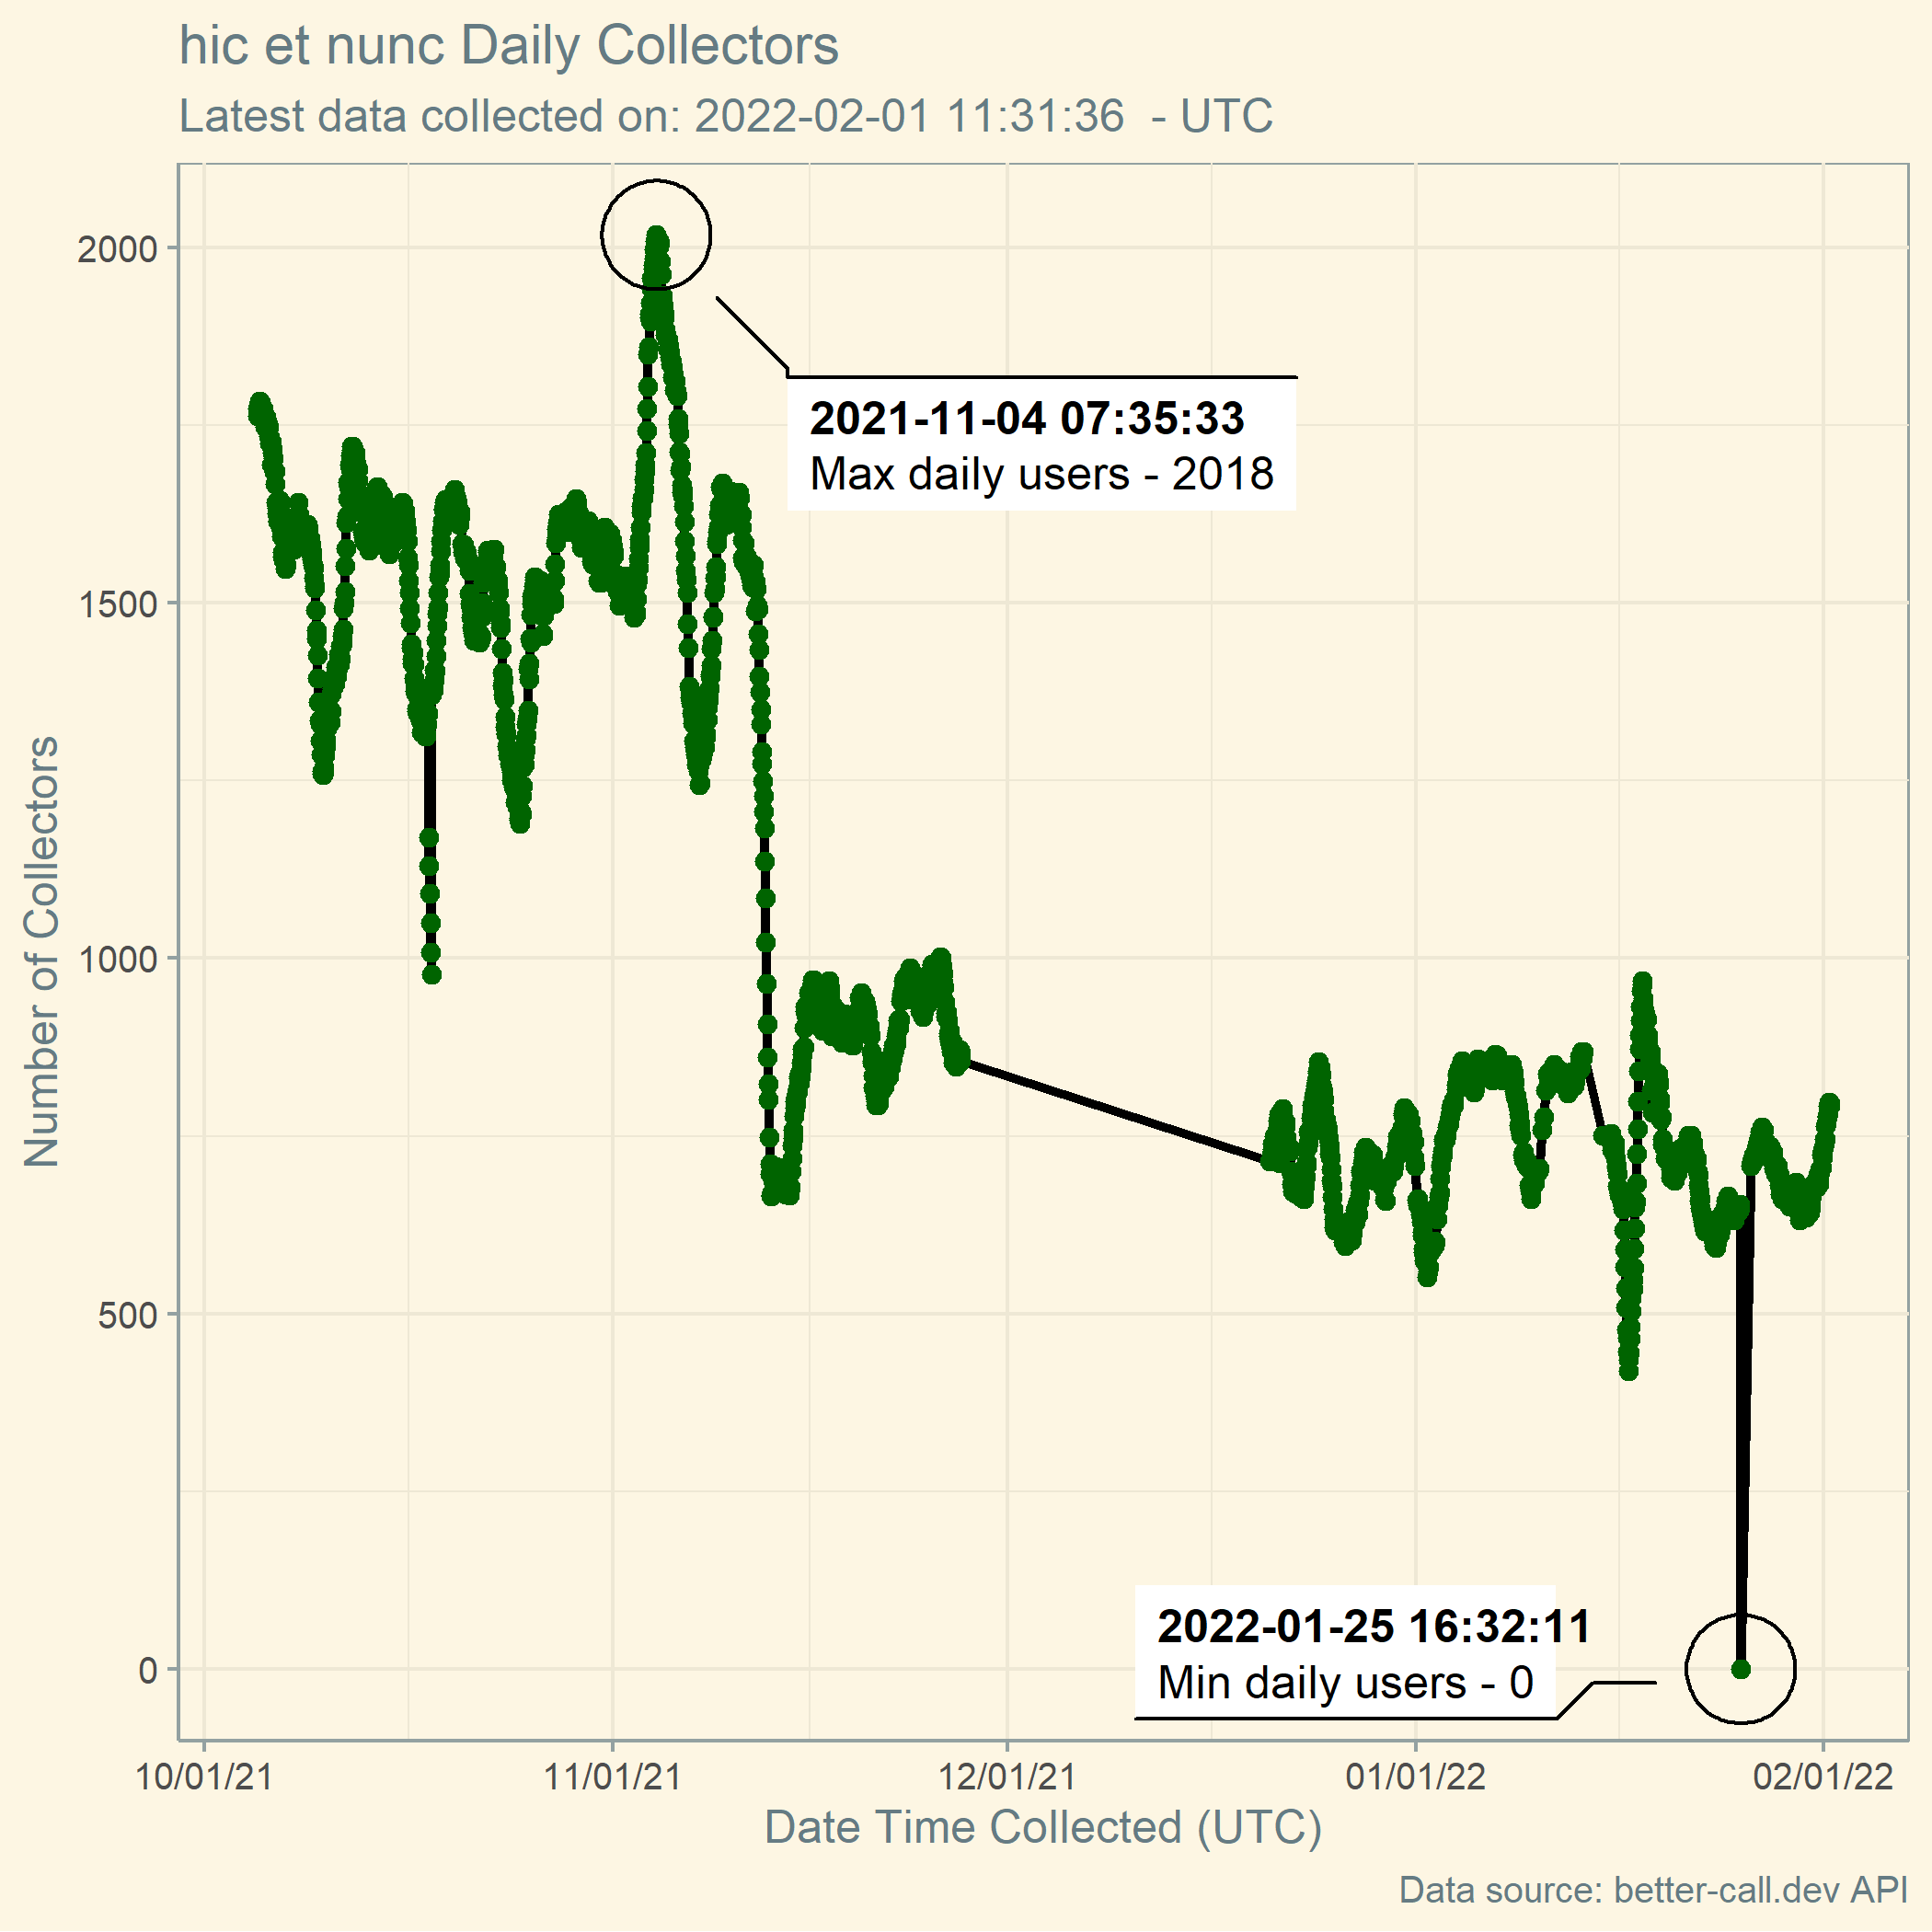 hic et nunc Daily Collectors
Latest data collected on: 2022-02-01 11:31:36  - UTC
Number of Collectors
2000
1500
1000
500
0
2021-11-04 07:35:33
Max daily users - 2018
2022-01-25 16:32:11
Min daily users - 0
10/01/21 11/01/21 12/01/21 01/01/22 02/01/22
Date Time Collected (UTC)
Data source: better-call.dev API